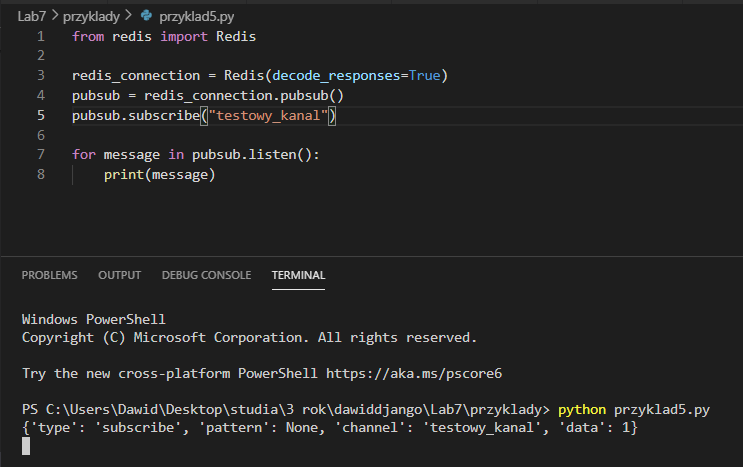 Lab7 > przyklady > przyklad5.py
1 from redis import Redis
2
3 redis_connection = Redis(decode_responses=True)
4 pubsub = redis_connection.pubsub()
5 pubsub.subscribe("testowy_kanal")
6
7 for message in pubsub.listen():
8     print(message)
PROBLEMS OUTPUT DEBUG CONSOLE TERMINAL
Windows PowerShell
Copyright (C) Microsoft Corporation. All rights reserved.
Try the new cross-platform PowerShell https://aka.ms/pscore6
PS C:\Users\Dawid\Desktop\studia\3 rok\dawiddjango\Lab7\przyklady> python przyklad5.py
{'type': 'subscribe', 'pattern': None, 'channel': 'testowy_kanal', 'data': 1}